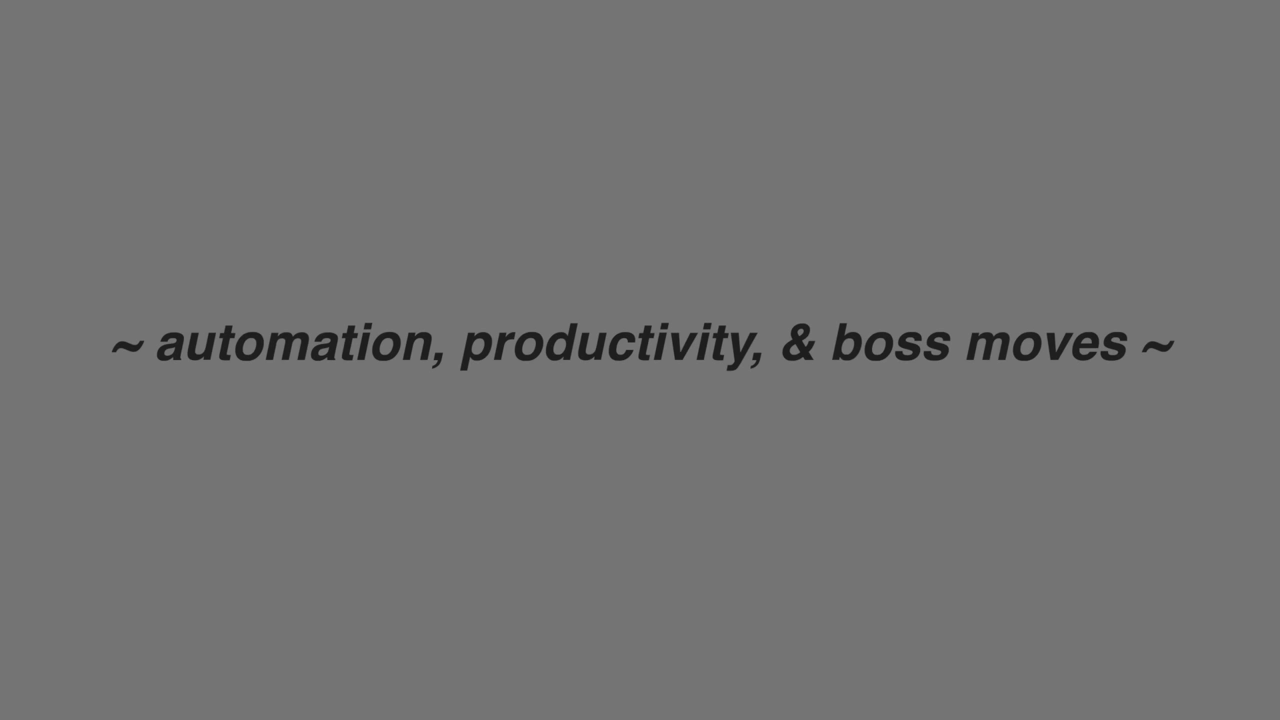 ~ automation, productivity, & boss moves ~